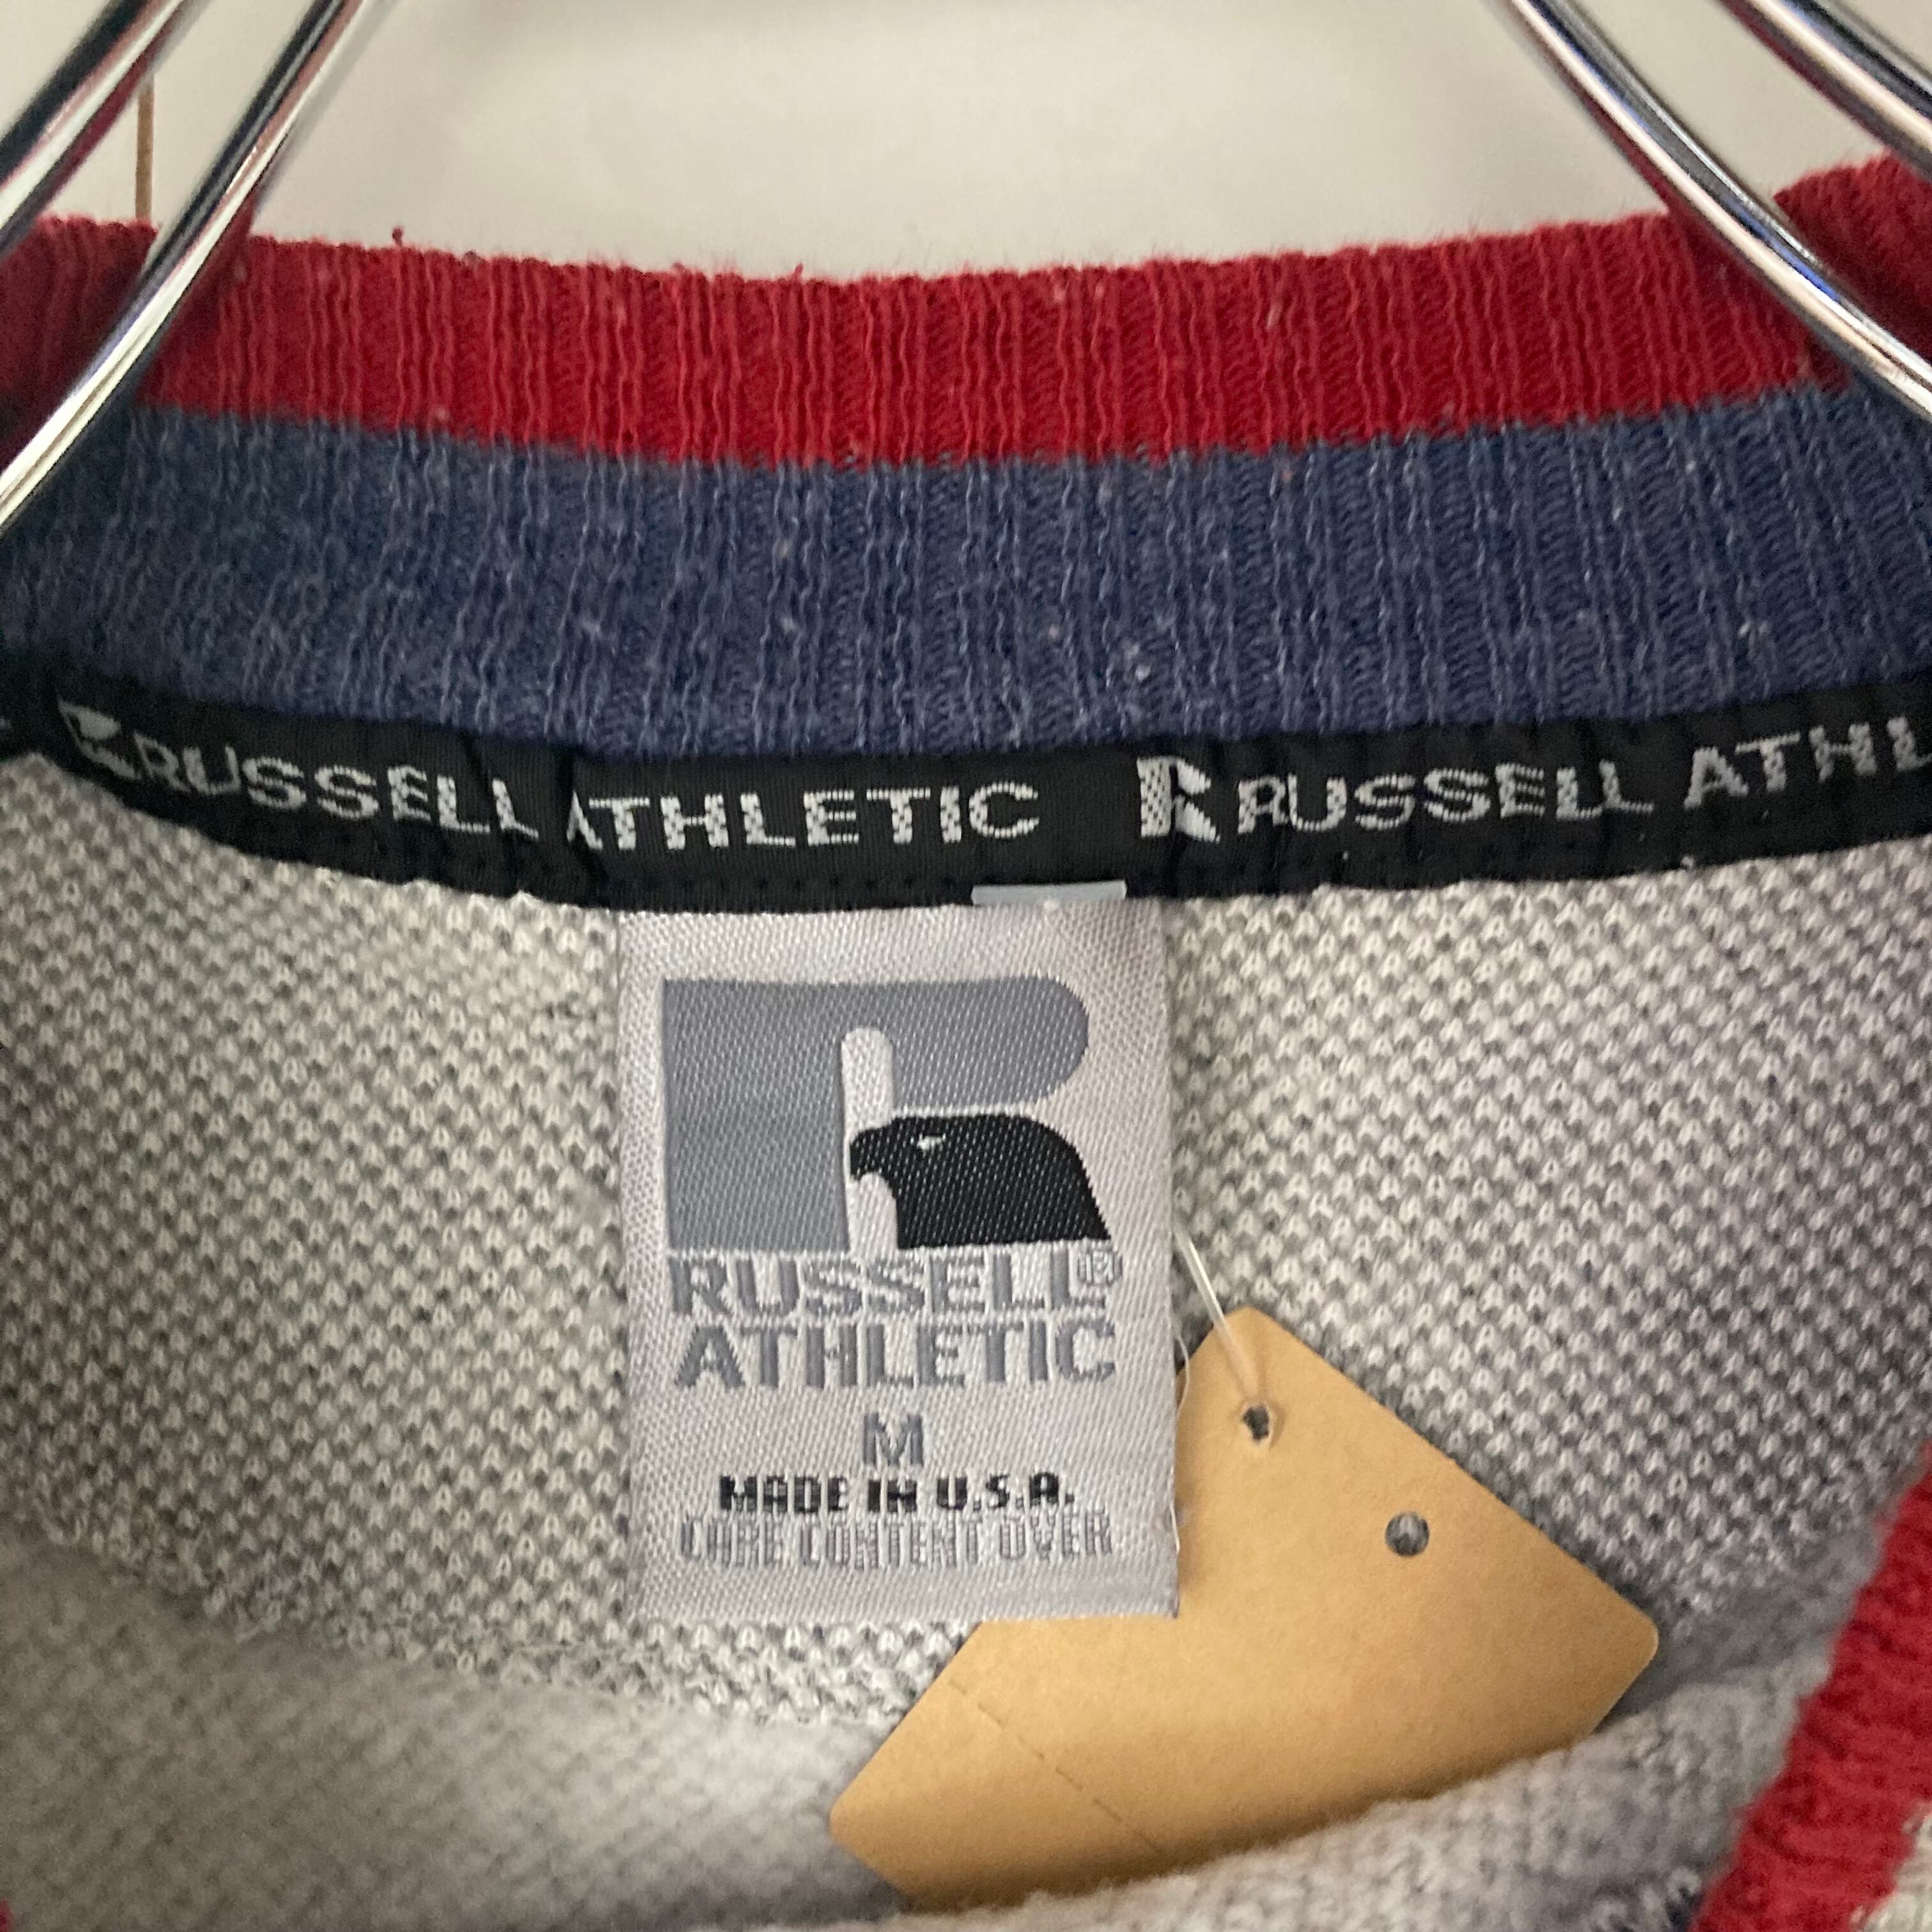 RUSSELL ATHLETIC R RUSSELL ATHL
RUSSELL®
ATHLETIC
M
MADE IN U.S.A.
CARE CONTENT OVER